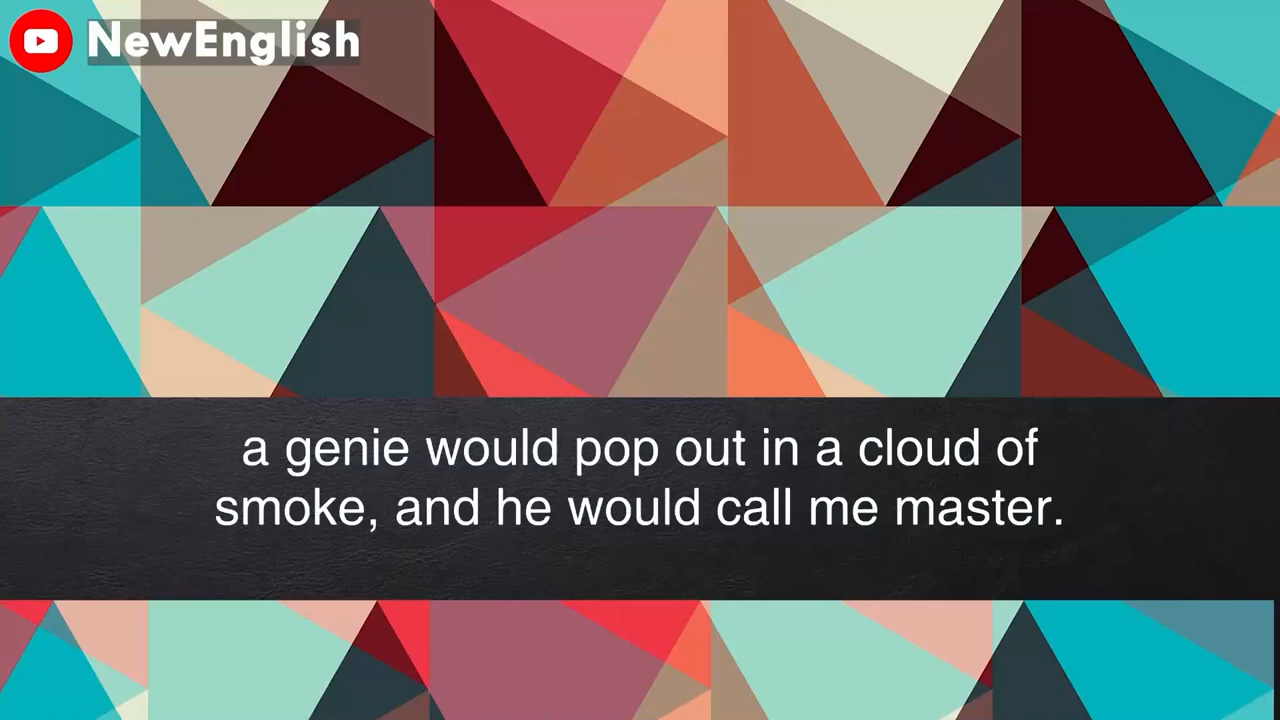 NewEnglish
a genie would pop out in a cloud of
smoke, and he would call me master.